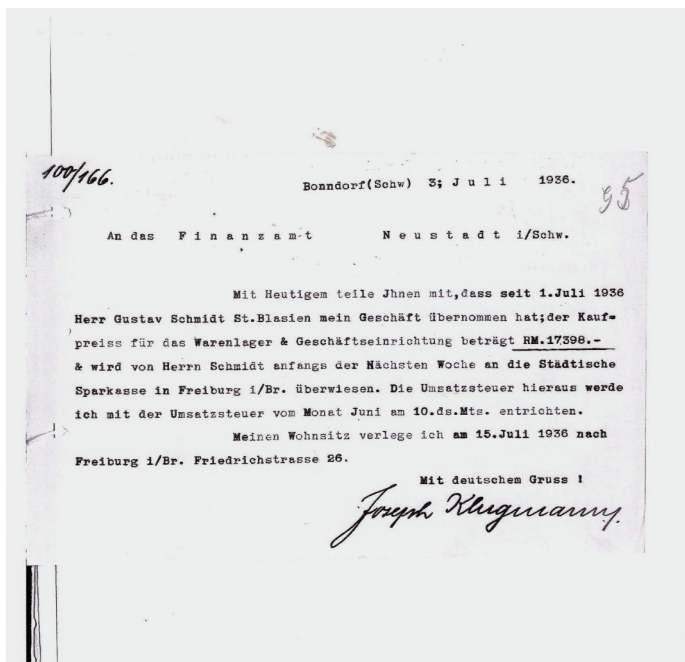 100/166.
Bonndorf(Schw) 3; J u l i 1936.
95
An das F i n a n z a m t N e u s t a d t i/Schw.
Mit Heutigem teile Jhnen mit,dass seit 1.Juli 1936
Herr Gustav Schmidt St.Blasien mein Geschäft übernommen hat;der Kauf=
preiss für das Warenlager & Geschäftseinrichtung beträgt RM.17,398.-
& wird von Herrn Schmidt anfangs der Nächsten Woche an die Städtische
Sparkasse in Freiburg i/Br. überwiesen. Die Umsatzsteuer hieraus werde
ich mit der Umsatzsteuer vom Monat Juni am 10.ds.Mts. entrichten.
Meinen Wohnsitz verlege ich am 15.Juli 1936 nach
Freiburg i/Br. Friedrichstrasse 26.
Mit deutschem Gruss !
Joseph Klugmann.